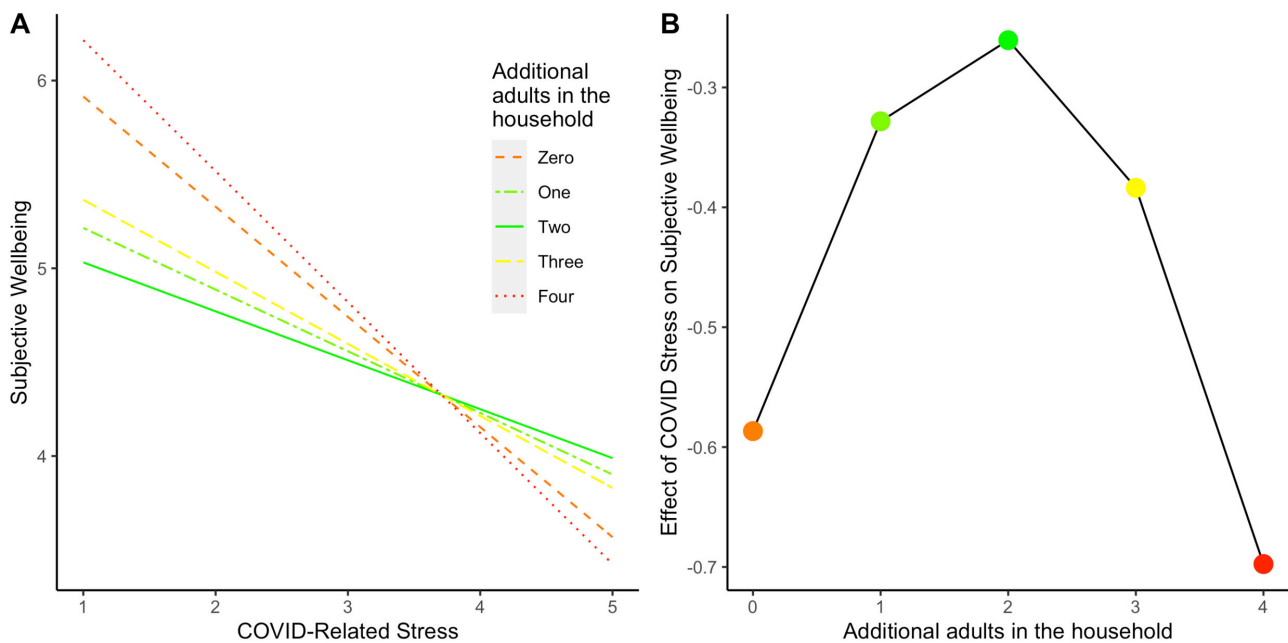 A
Subjective Wellbeing
6
5
4
1
2
3
4
5
COVID-Related Stress
Additional
adults in the
household
Zero
One
Two
Three
Four
B
Effect of COVID Stress on Subjective Wellbeing
-0.3
-0.4
-0.5
-0.6
-0.7
0
1
2
3
4
Additional adults in the household